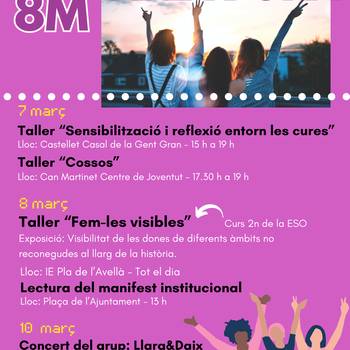 8M
7 març
Taller “Sensibilització i reflexió entorn les cures”
Lloc: Castellet Casal de la Gent Gran - 15 h a 19 h
Taller “Cossos”
Lloc: Can Martinet Centre de Joventut - 17.30 h a 19 h
8 març
Taller “Fem-les visibles”
Curs 2n de la ESO
Exposició: Visibilitat de les dones de diferents àmbits no
reconegudes al llarg de la història.
Lloc: IE Pla de l’Avellà - Tot el dia
Lectura del manifest institucional
Lloc: Plaça de l’Ajuntament - 13 h
10 març
Concert del grup: Llara&Daix